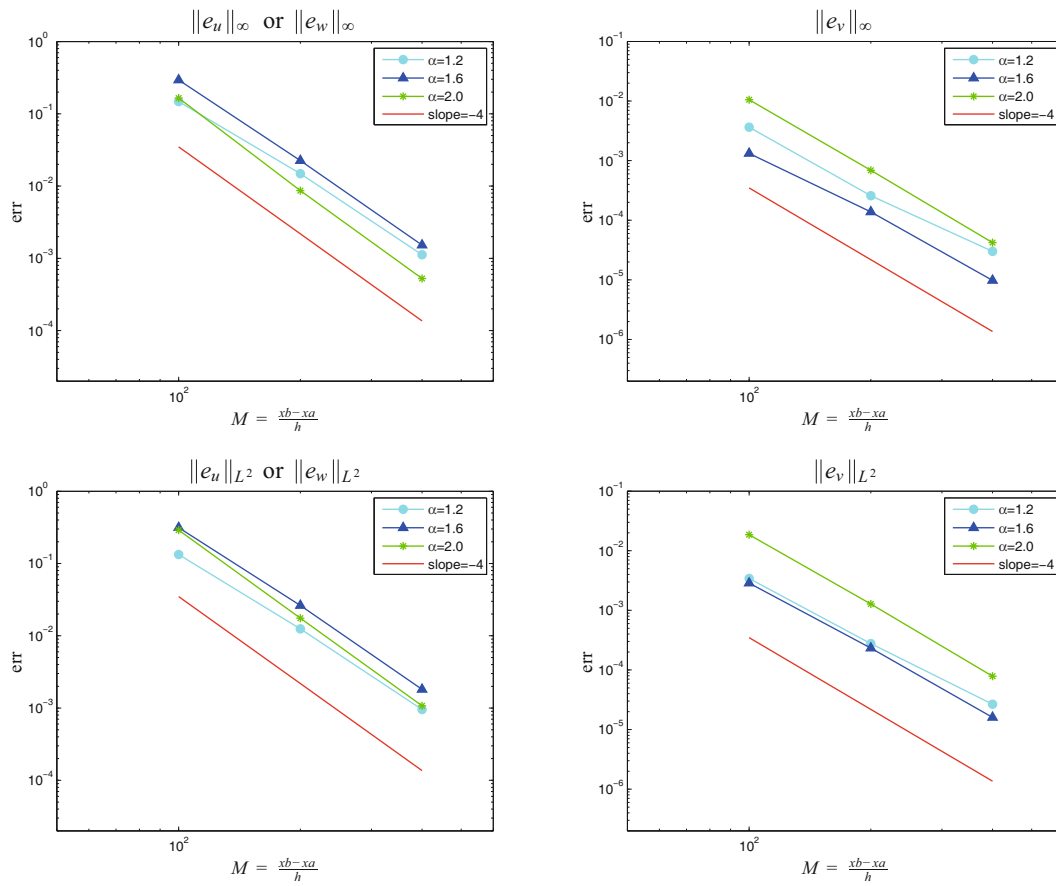 ||e_u||_∞ or ||e_w||_∞
10^0
10^-1
10^-2
10^-3
10^-4
err
α=1.2
α=1.6
α=2.0
slope=−4
10^2
M = (xb−xa)/h
||e_v||_∞
10^-1
10^-2
10^-3
10^-4
10^-5
10^-6
err
α=1.2
α=1.6
α=2.0
slope=−4
10^2
M = (xb−xa)/h
||e_u||_{L^2} or ||e_w||_{L^2}
10^0
10^-1
10^-2
10^-3
10^-4
err
α=1.2
α=1.6
α=2.0
slope=−4
10^2
M = (xb−xa)/h
||e_v||_{L^2}
10^-1
10^-2
10^-3
10^-4
10^-5
10^-6
err
α=1.2
α=1.6
α=2.0
slope=−4
10^2
M = (xb−xa)/h